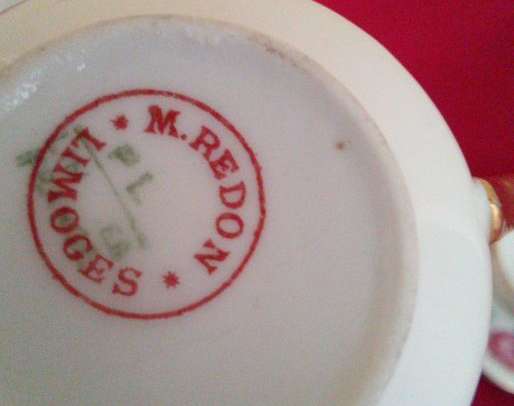 M. REDON
LIMOGES
P L